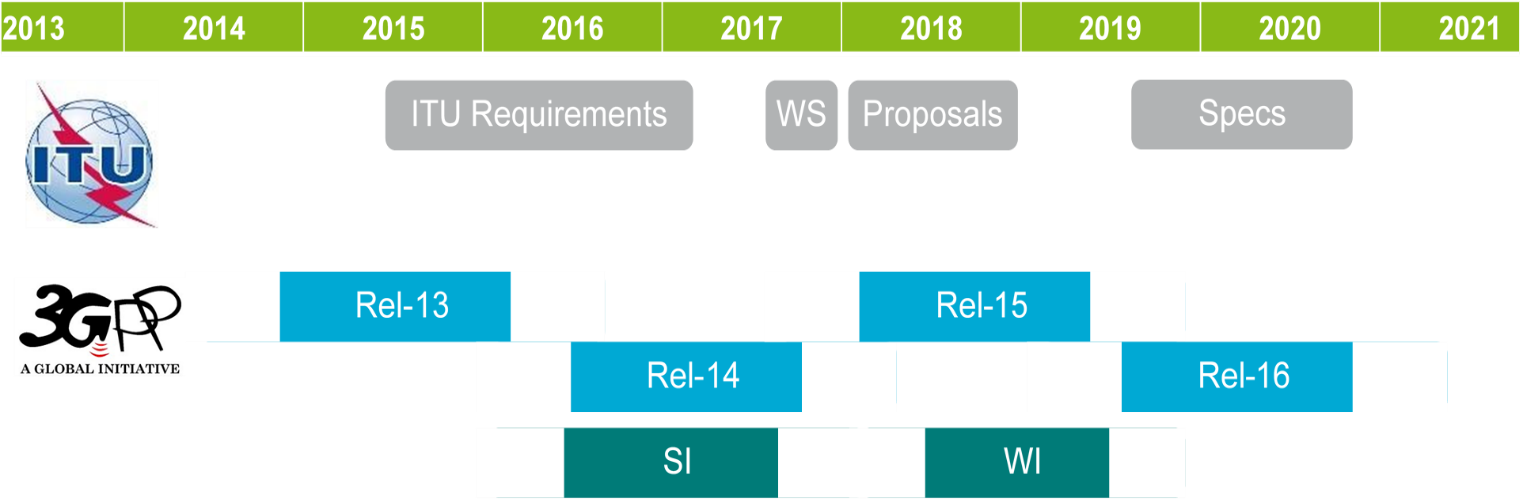 2013 2014 2015 2016 2017 2018 2019 2020 2021
ITU Requirements WS Proposals Specs
ITU
Rel-13 Rel-15
3GPP
A GLOBAL INITIATIVE
Rel-14 Rel-16
SI WI